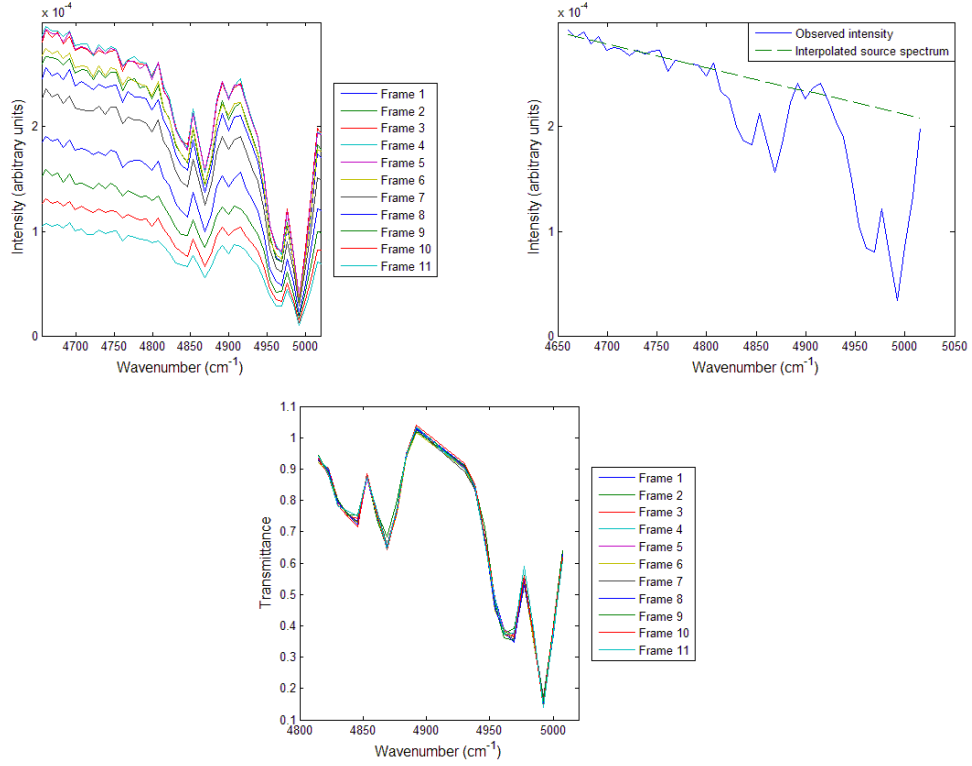 x 10⁻⁴
Intensity (arbitrary units)
2
1
0
4700 4750 4800 4850 4900 4950 5000
Wavenumber (cm⁻¹)
Frame 1
Frame 2
Frame 3
Frame 4
Frame 5
Frame 6
Frame 7
Frame 8
Frame 9
Frame 10
Frame 11
x 10⁻⁴
Intensity (arbitrary units)
2
1
0
4650 4700 4750 4800 4850 4900 4950 5000 5050
Wavenumber (cm⁻¹)
Observed intensity
Interpolated source spectrum
Transmittance
1.1
1
0.9
0.8
0.7
0.6
0.5
0.4
0.3
0.2
0.1
4800 4850 4900 4950 5000
Wavenumber (cm⁻¹)
Frame 1
Frame 2
Frame 3
Frame 4
Frame 5
Frame 6
Frame 7
Frame 8
Frame 9
Frame 10
Frame 11